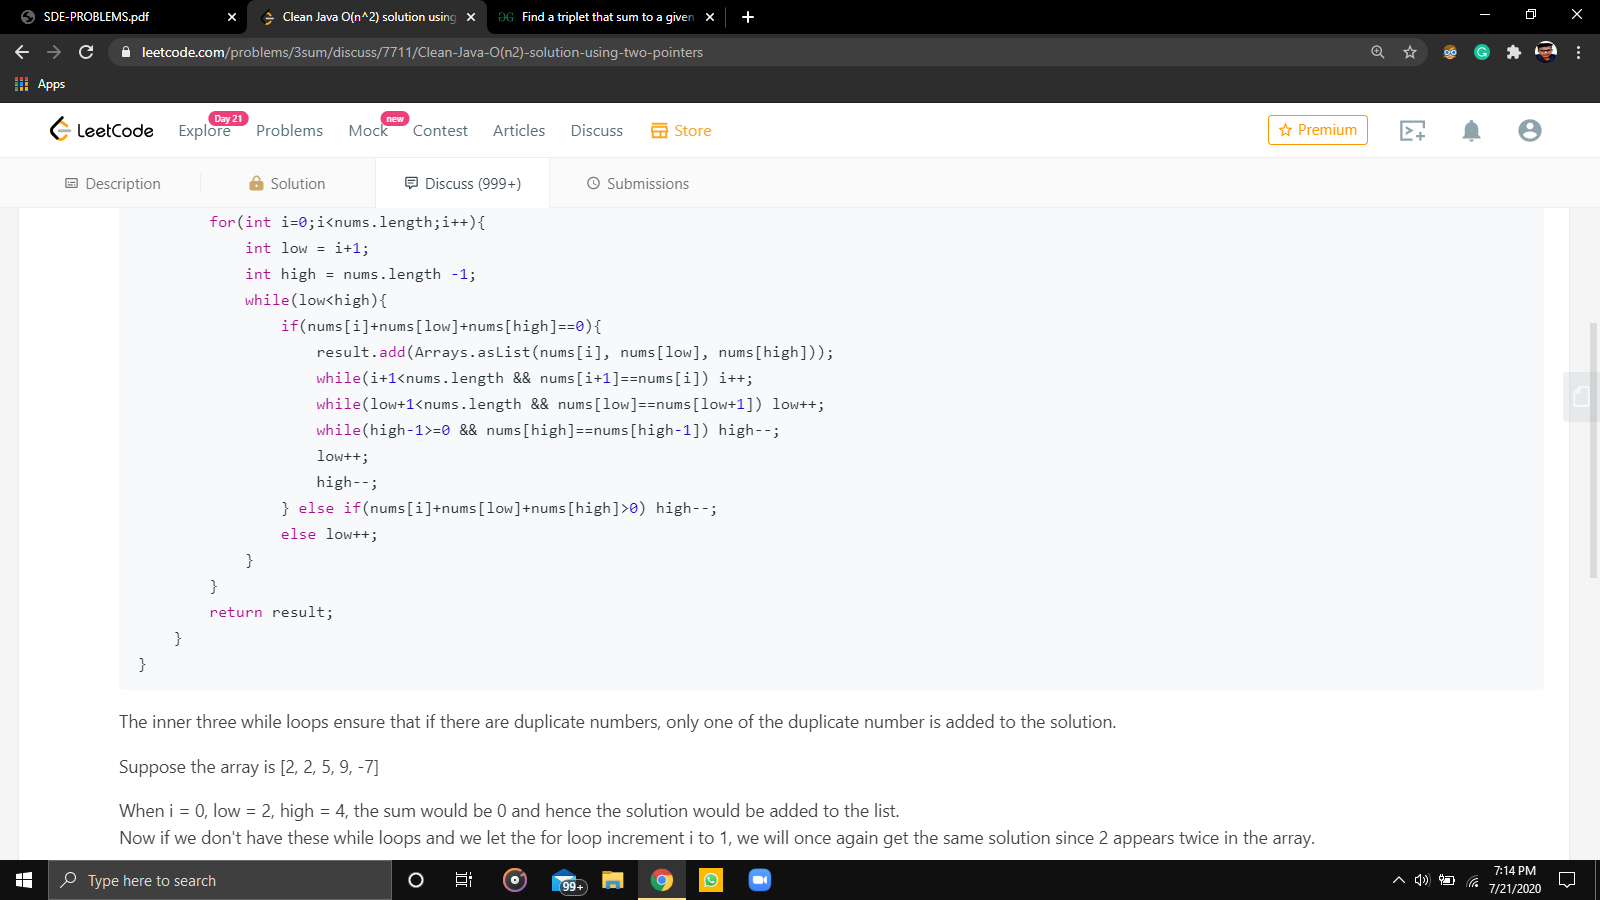 SDE-PROBLEMS.pdf
Clean Java O(n^2) solution using
Find a triplet that sum to a given
leetcode.com/problems/3sum/discuss/7711/Clean-Java-O(n2)-solution-using-two-pointers
Apps
LeetCode
Explore
Day 21
Problems
Mock
new
Contest
Articles
Discuss
Store
Premium
Description
Solution
Discuss (999+)
Submissions
for(int i=0;i<nums.length;i++){
int low = i+1;
int high = nums.length -1;
while(low<high){
if(nums[i]+nums[low]+nums[high]==0){
result.add(Arrays.asList(nums[i], nums[low], nums[high]));
while(i+1<nums.length && nums[i+1]==nums[i]) i++;
while(low+1<nums.length && nums[low]==nums[low+1]) low++;
while(high-1>=0 && nums[high]==nums[high-1]) high--;
low++;
high--;
} else if(nums[i]+nums[low]+nums[high]>0) high--;
else low++;
}
}
return result;
}
}
The inner three while loops ensure that if there are duplicate numbers, only one of the duplicate number is added to the solution.
Suppose the array is [2, 2, 5, 9, -7]
When i = 0, low = 2, high = 4, the sum would be 0 and hence the solution would be added to the list.
Now if we don't have these while loops and we let the for loop increment i to 1, we will once again get the same solution since 2 appears twice in the array.
Type here to search
99+
7:14 PM
7/21/2020